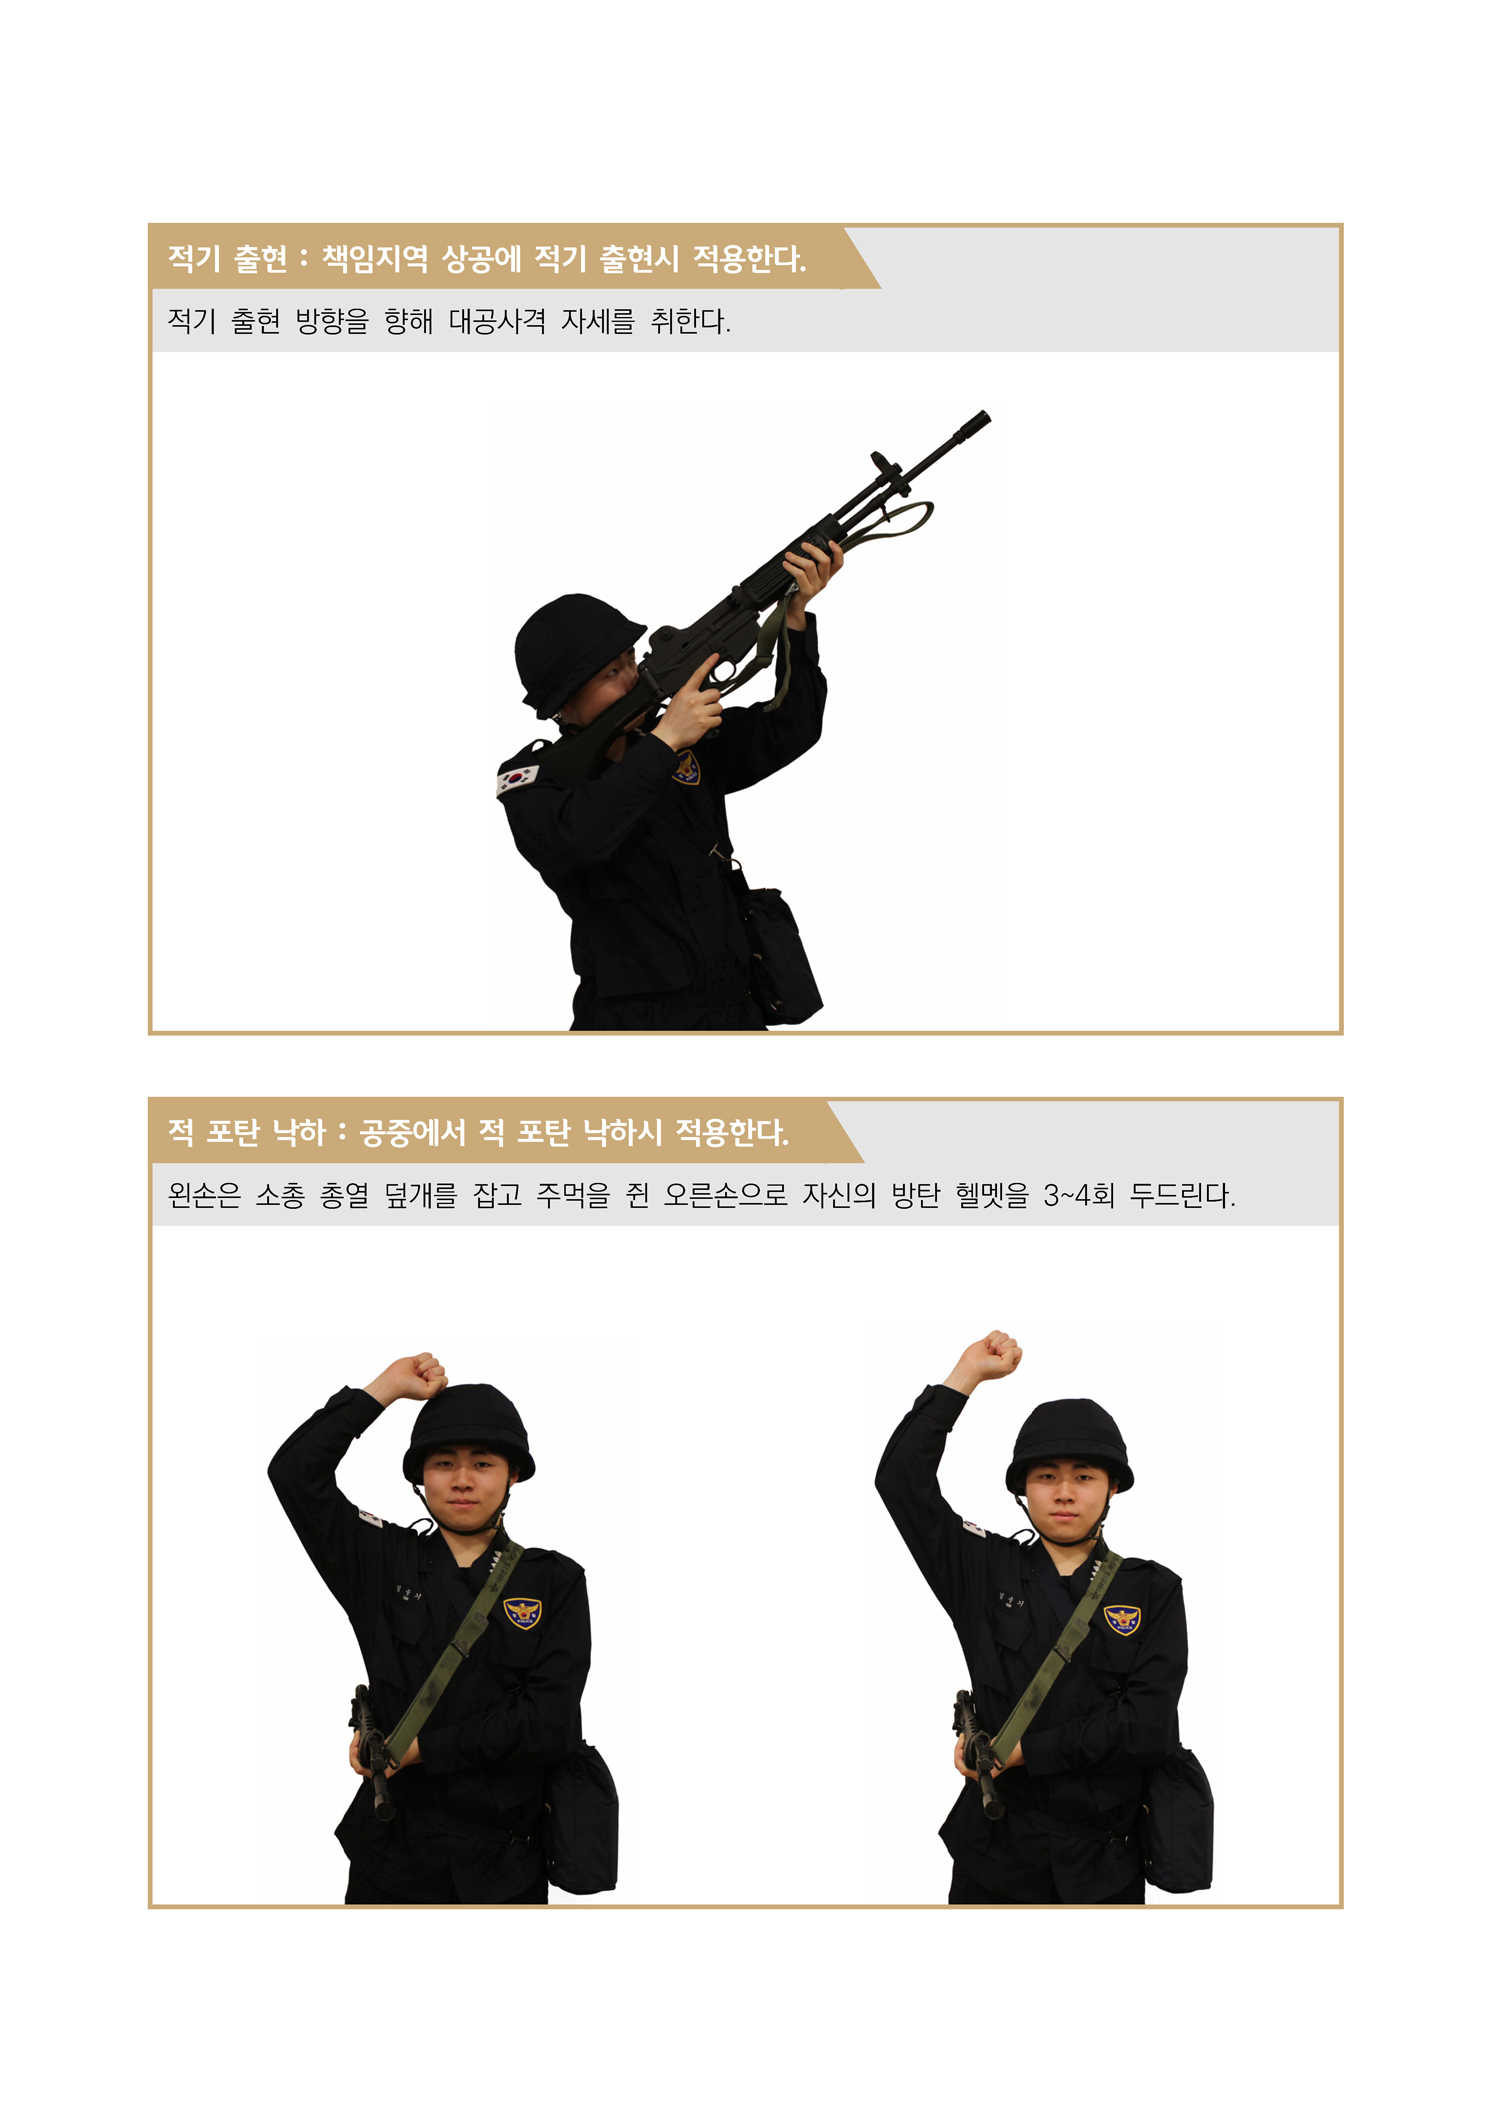 적기 출현 : 책임지역 상공에 적기 출현시 적용한다.
적기 출현 방향을 향해 대공사격 자세를 취한다.
적 포탄 낙하 : 공중에서 적 포탄 낙하시 적용한다.
왼손은 소총 총열 덮개를 잡고 주먹을 쥔 오른손으로 자신의 방탄 헬멧을 3~4회 두드린다.
POLICE
POLICE